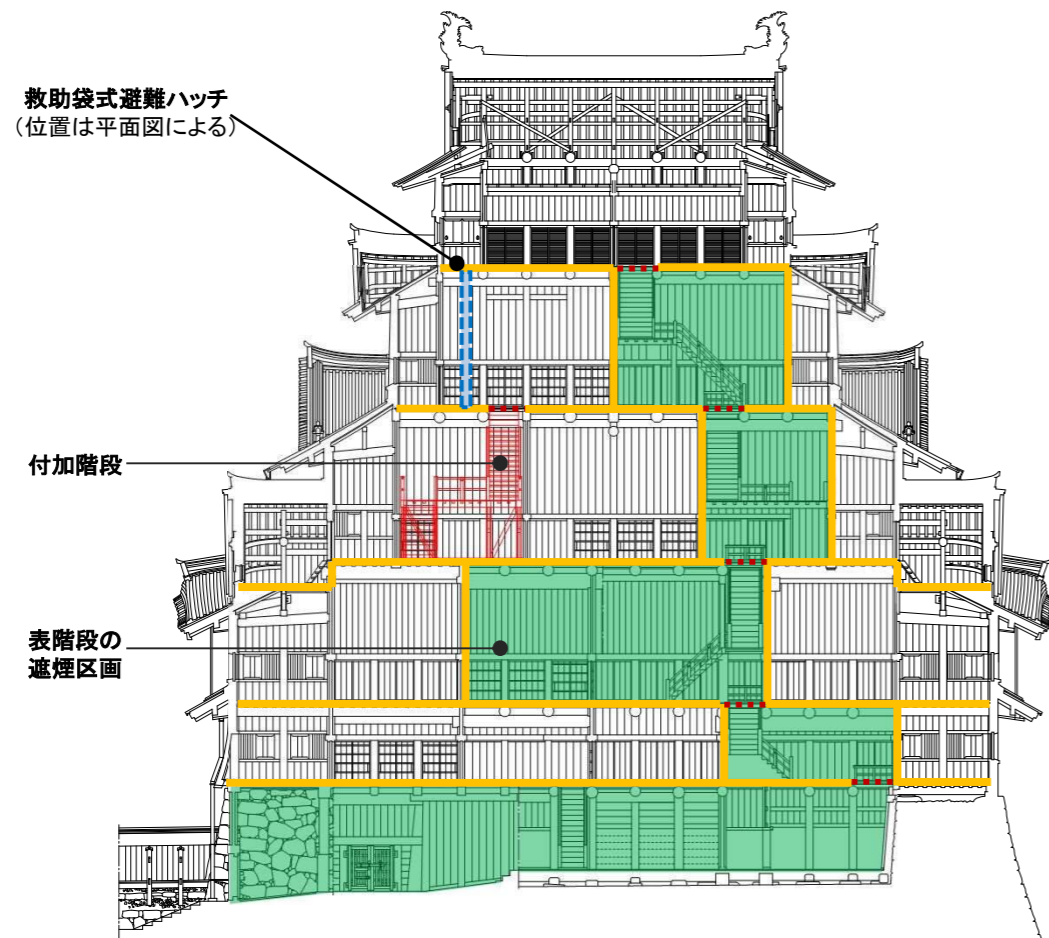 救助袋式避難ハッチ
（位置は平面図による）
付加階段
表階段の
遮煙区画